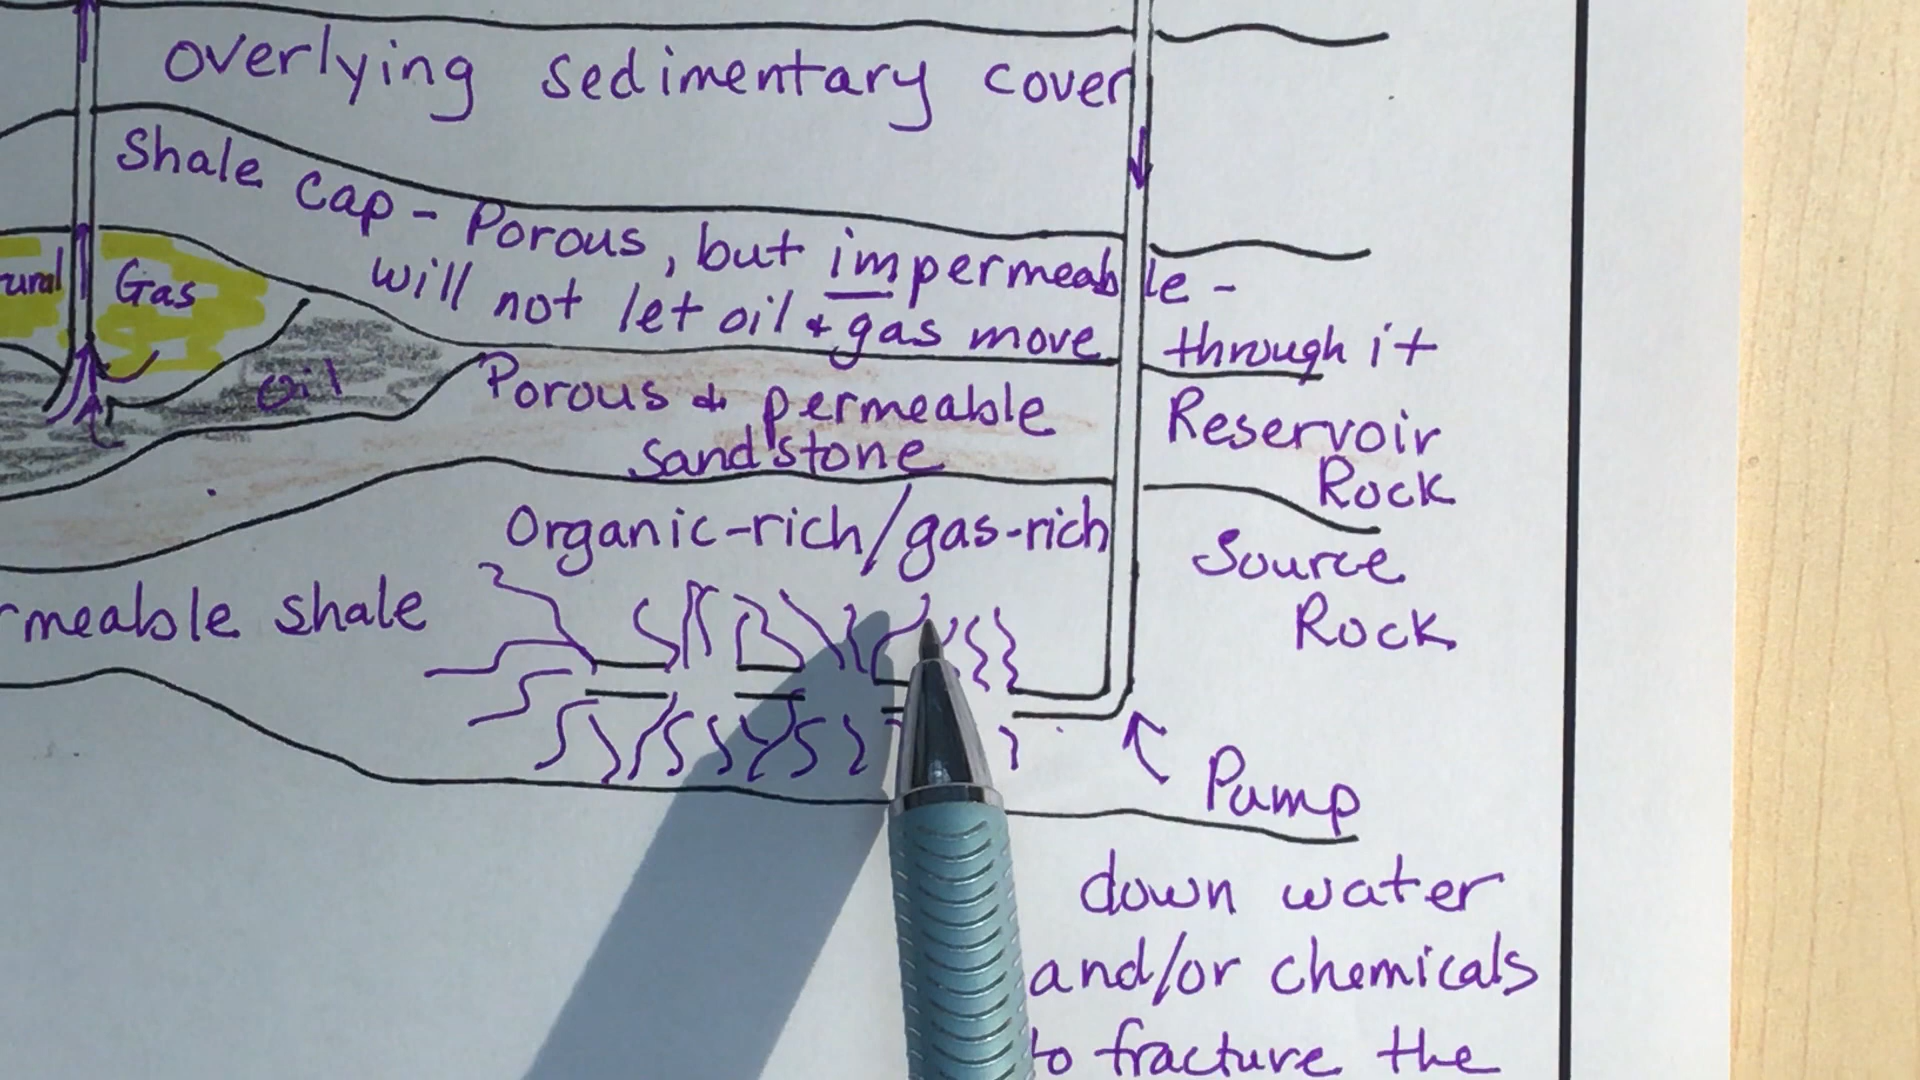 overlying sedimentary cover
Shale Cap - Porous, but impermeable -
will not let oil & gas move through it
ural Gas
oil
Porous & permeable
sandstone
Reservoir
Rock
Organic-rich/gas-rich
rmeable shale
Source
Rock
Pump
down water
and/or chemicals
to fracture the